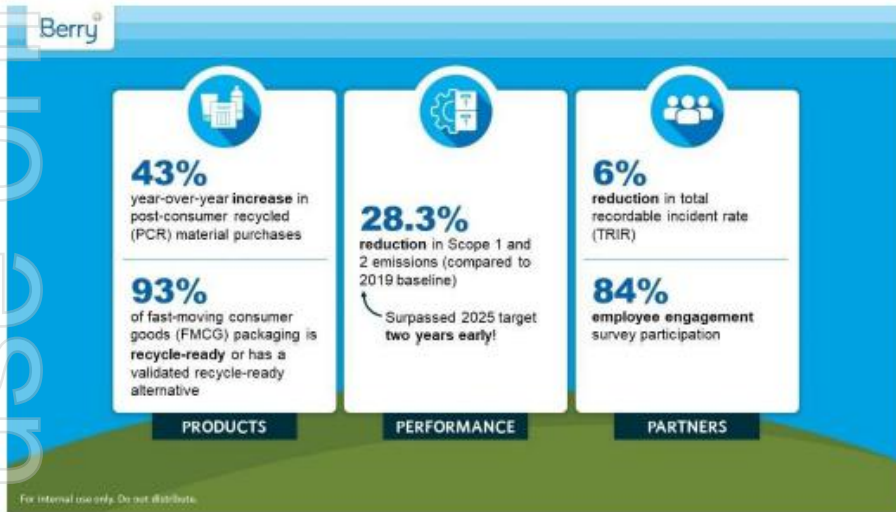 Berry
43%
year-over-year increase in
post-consumer recycled
(PCR) material purchases
93%
of fast-moving consumer
goods (FMCG) packaging is
recycle-ready or has a
validated recycle-ready
alternative
PRODUCTS
28.3%
reduction in Scope 1 and
2 emissions (compared to
2019 baseline)
Surpassed 2025 target
two years early!
PERFORMANCE
6%
reduction in total
recordable incident rate
(TRIR)
84%
employee engagement
survey participation
PARTNERS
For internal use only. Do not distribute.